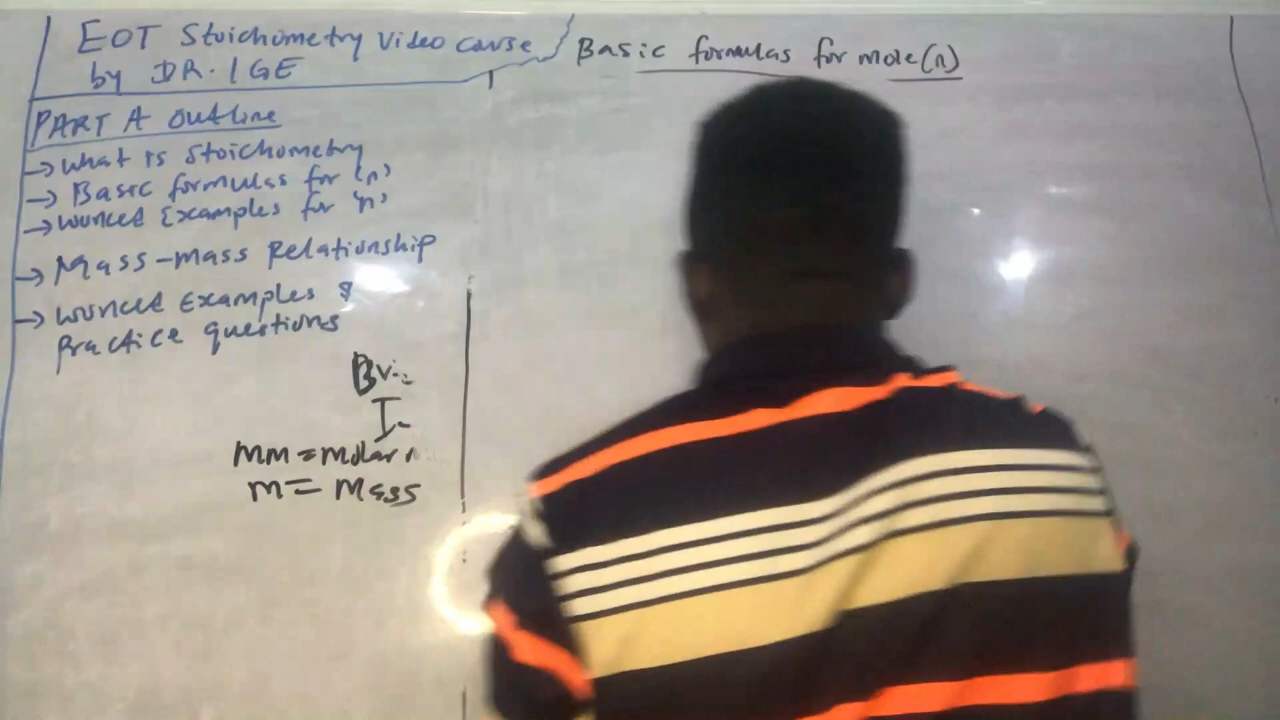 EOT Stoichometry Video Course
by DR. IGE
PART A Outline
→ What is Stoichometry
→ Basic formulas for 'n'
→ Worked Examples for 'n'
→ Mass-mass Relationship
→ Worked Examples &
Practice questions
mm = molar
m = Mass
Basic formulas for mole(n)